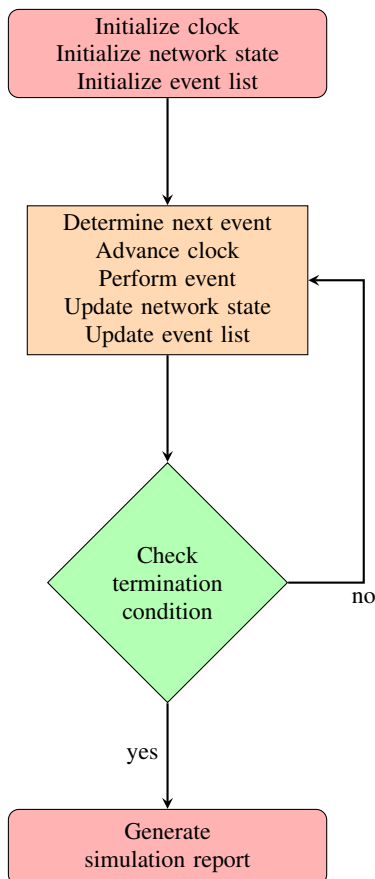 Initialize clock
Initialize network state
Initialize event list
Determine next event
Advance clock
Perform event
Update network state
Update event list
Check
termination
condition
no
yes
Generate
simulation report